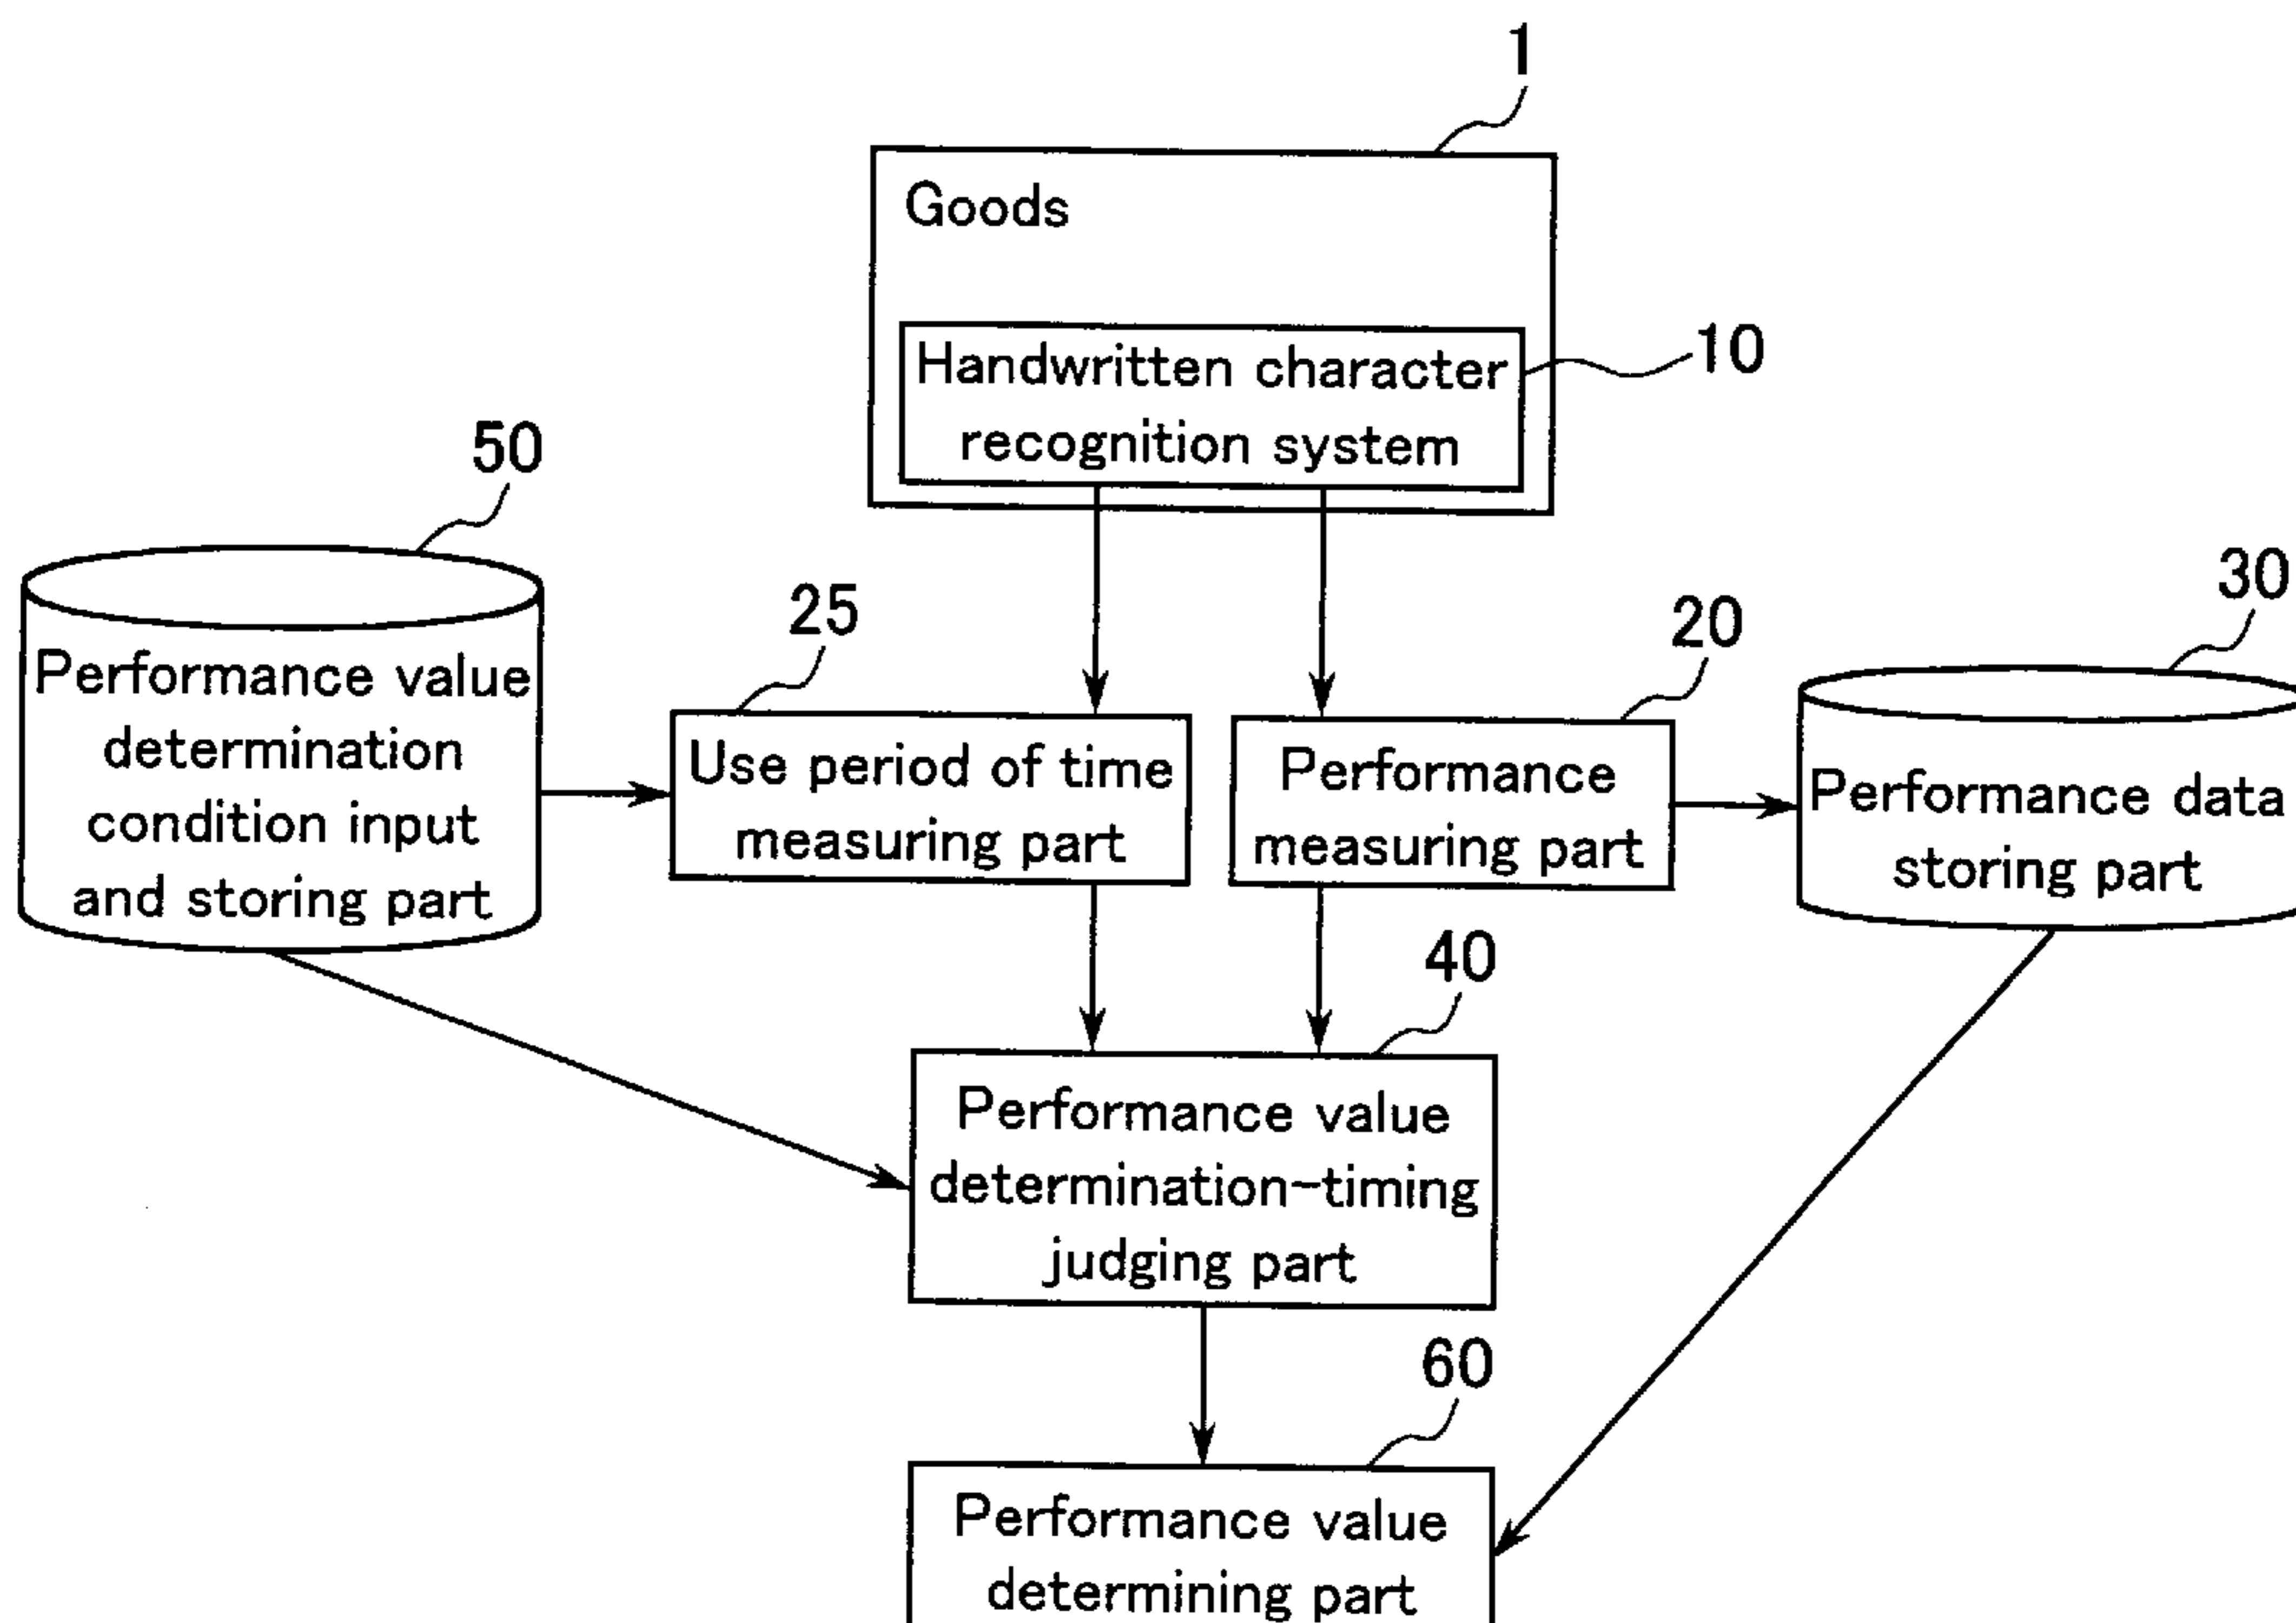 1
Goods
Handwritten character
recognition system
10
50
Performance value
determination
condition input
and storing part
25
Use period of time
measuring part
20
Performance
measuring part
30
Performance data
storing part
40
Performance value
determination-timing
judging part
60
Performance value
determining part